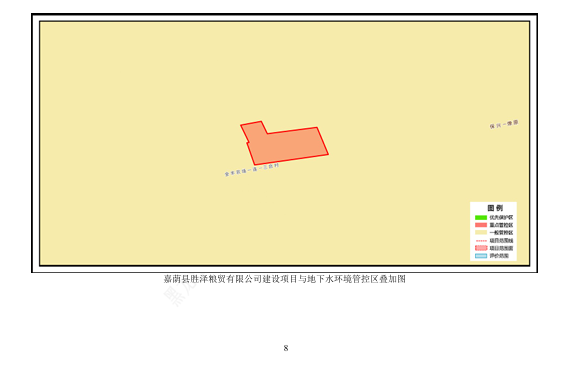 图 例
优先保护区
重点管控区
一般管控区
项目范围线
项目范围面
评价范围
嘉荫县胜泽粮贸有限公司建设项目与地下水环境管控区叠加图
8